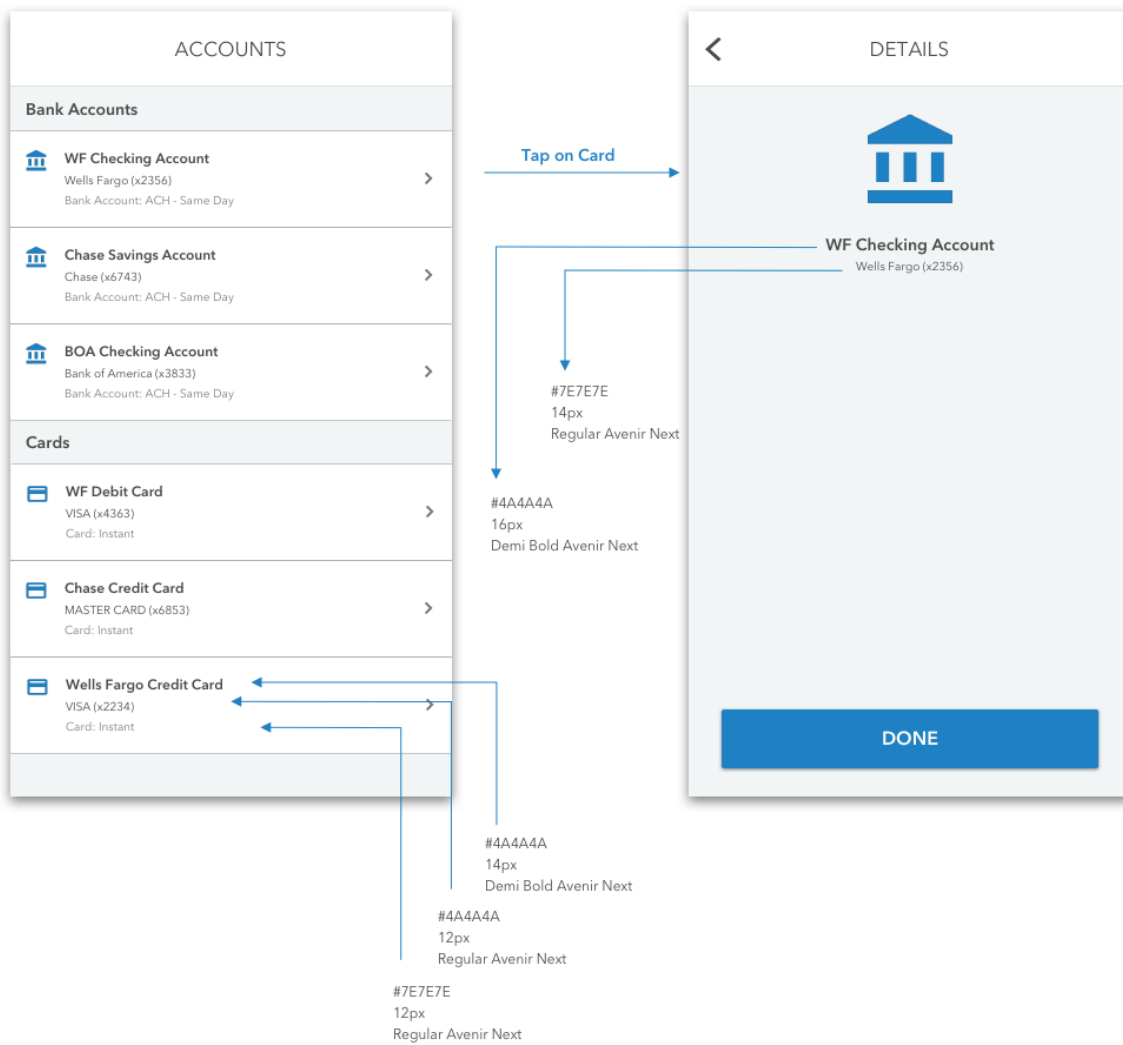 ACCOUNTS
Bank Accounts
WF Checking Account
Wells Fargo (x2356)
Bank Account: ACH - Same Day
Chase Savings Account
Chase (x6743)
Bank Account: ACH - Same Day
BOA Checking Account
Bank of America (x3833)
Bank Account: ACH - Same Day
Cards
WF Debit Card
VISA (x4363)
Card: Instant
Chase Credit Card
MASTER CARD (x6853)
Card: Instant
Wells Fargo Credit Card
VISA (x2234)
Card: Instant
Tap on Card
DETAILS
WF Checking Account
Wells Fargo (x2356)
DONE
#7E7E7E
14px
Regular Avenir Next
#4A4A4A
16px
Demi Bold Avenir Next
#4A4A4A
14px
Demi Bold Avenir Next
#4A4A4A
12px
Regular Avenir Next
#7E7E7E
12px
Regular Avenir Next